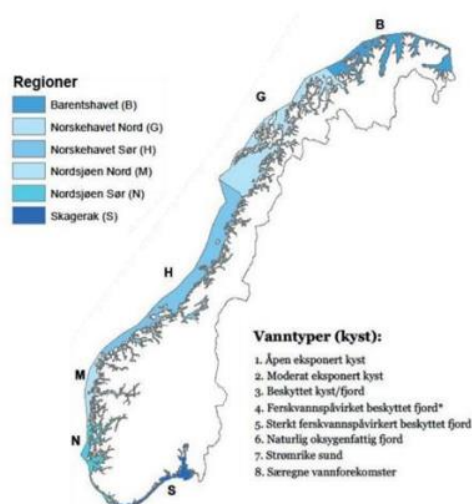 B
Regioner
Barentshavet (B)
G
Norskehavet Nord (G)
Norskehavet Sør (H)
Nordsjøen Nord (M)
Nordsjøen Sør (N)
Skagerak (S)
H
Vanntyper (kyst):
1. Åpen eksponert kyst
2. Moderat eksponert kyst
3. Beskyttet kyst/fjord
M
4. Ferskvannspåvirket beskyttet fjord*
5. Sterkt ferskvannspåvirkert beskyttet fjord
6. Naturlig oksygenfattig fjord
N
7. Strømrike sund
8. Særegne vannforekomster
S